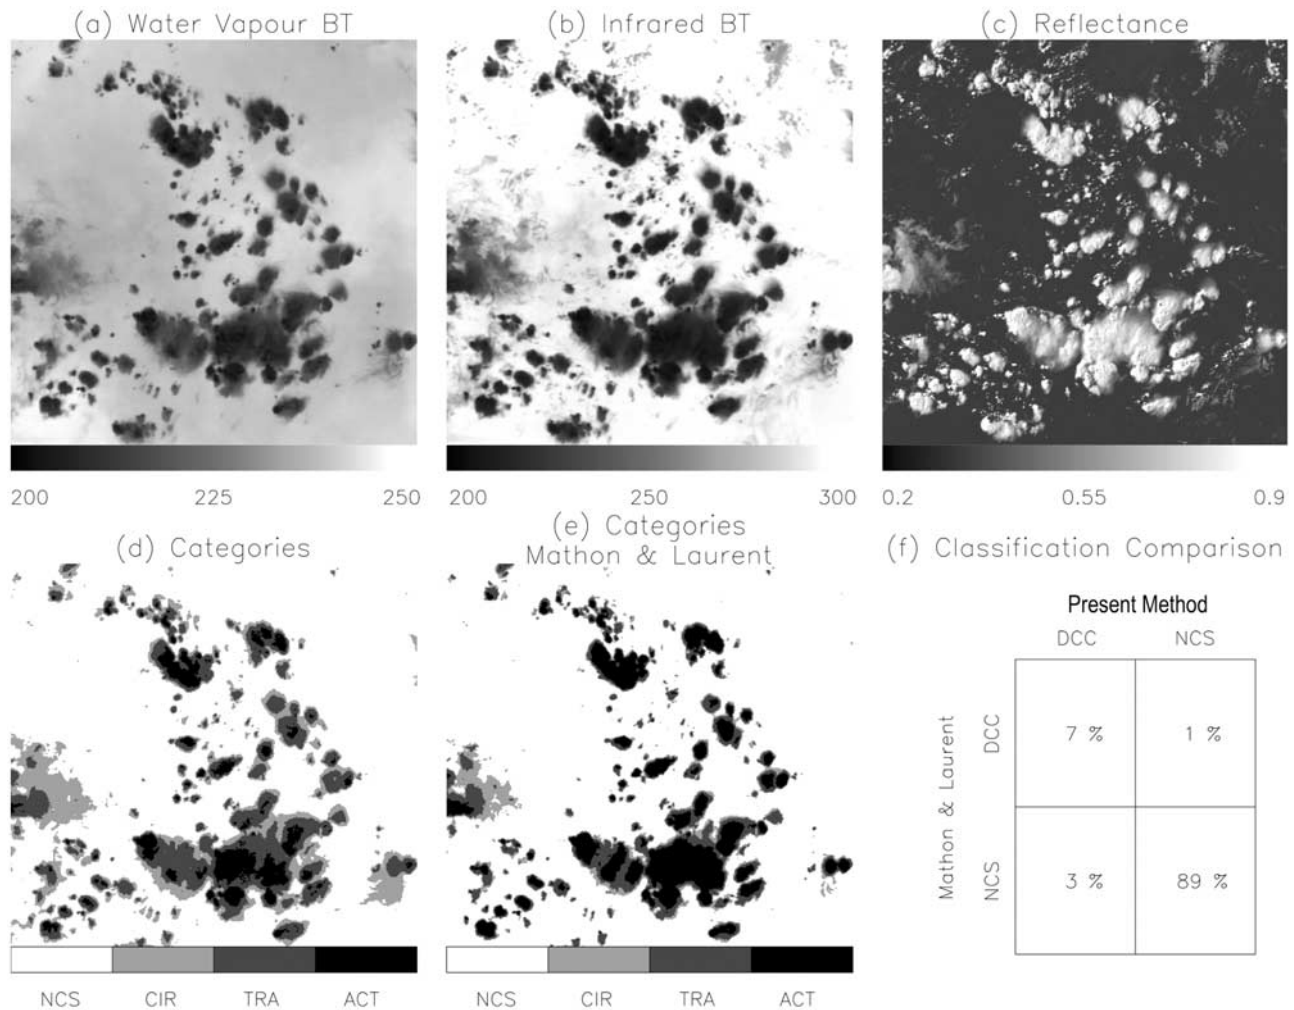 (a) Water Vapour BT
(b) Infrared BT
(c) Reflectance
200 225 250
200 250 300
0.2 0.55 0.9
(d) Categories
(e) Categories
Mathon & Laurent
(f) Classification Comparison
Present Method
DCC NCS
Mathon & Laurent
DCC
7 % 1 %
NCS
3 % 89 %
NCS CIR TRA ACT
NCS CIR TRA ACT